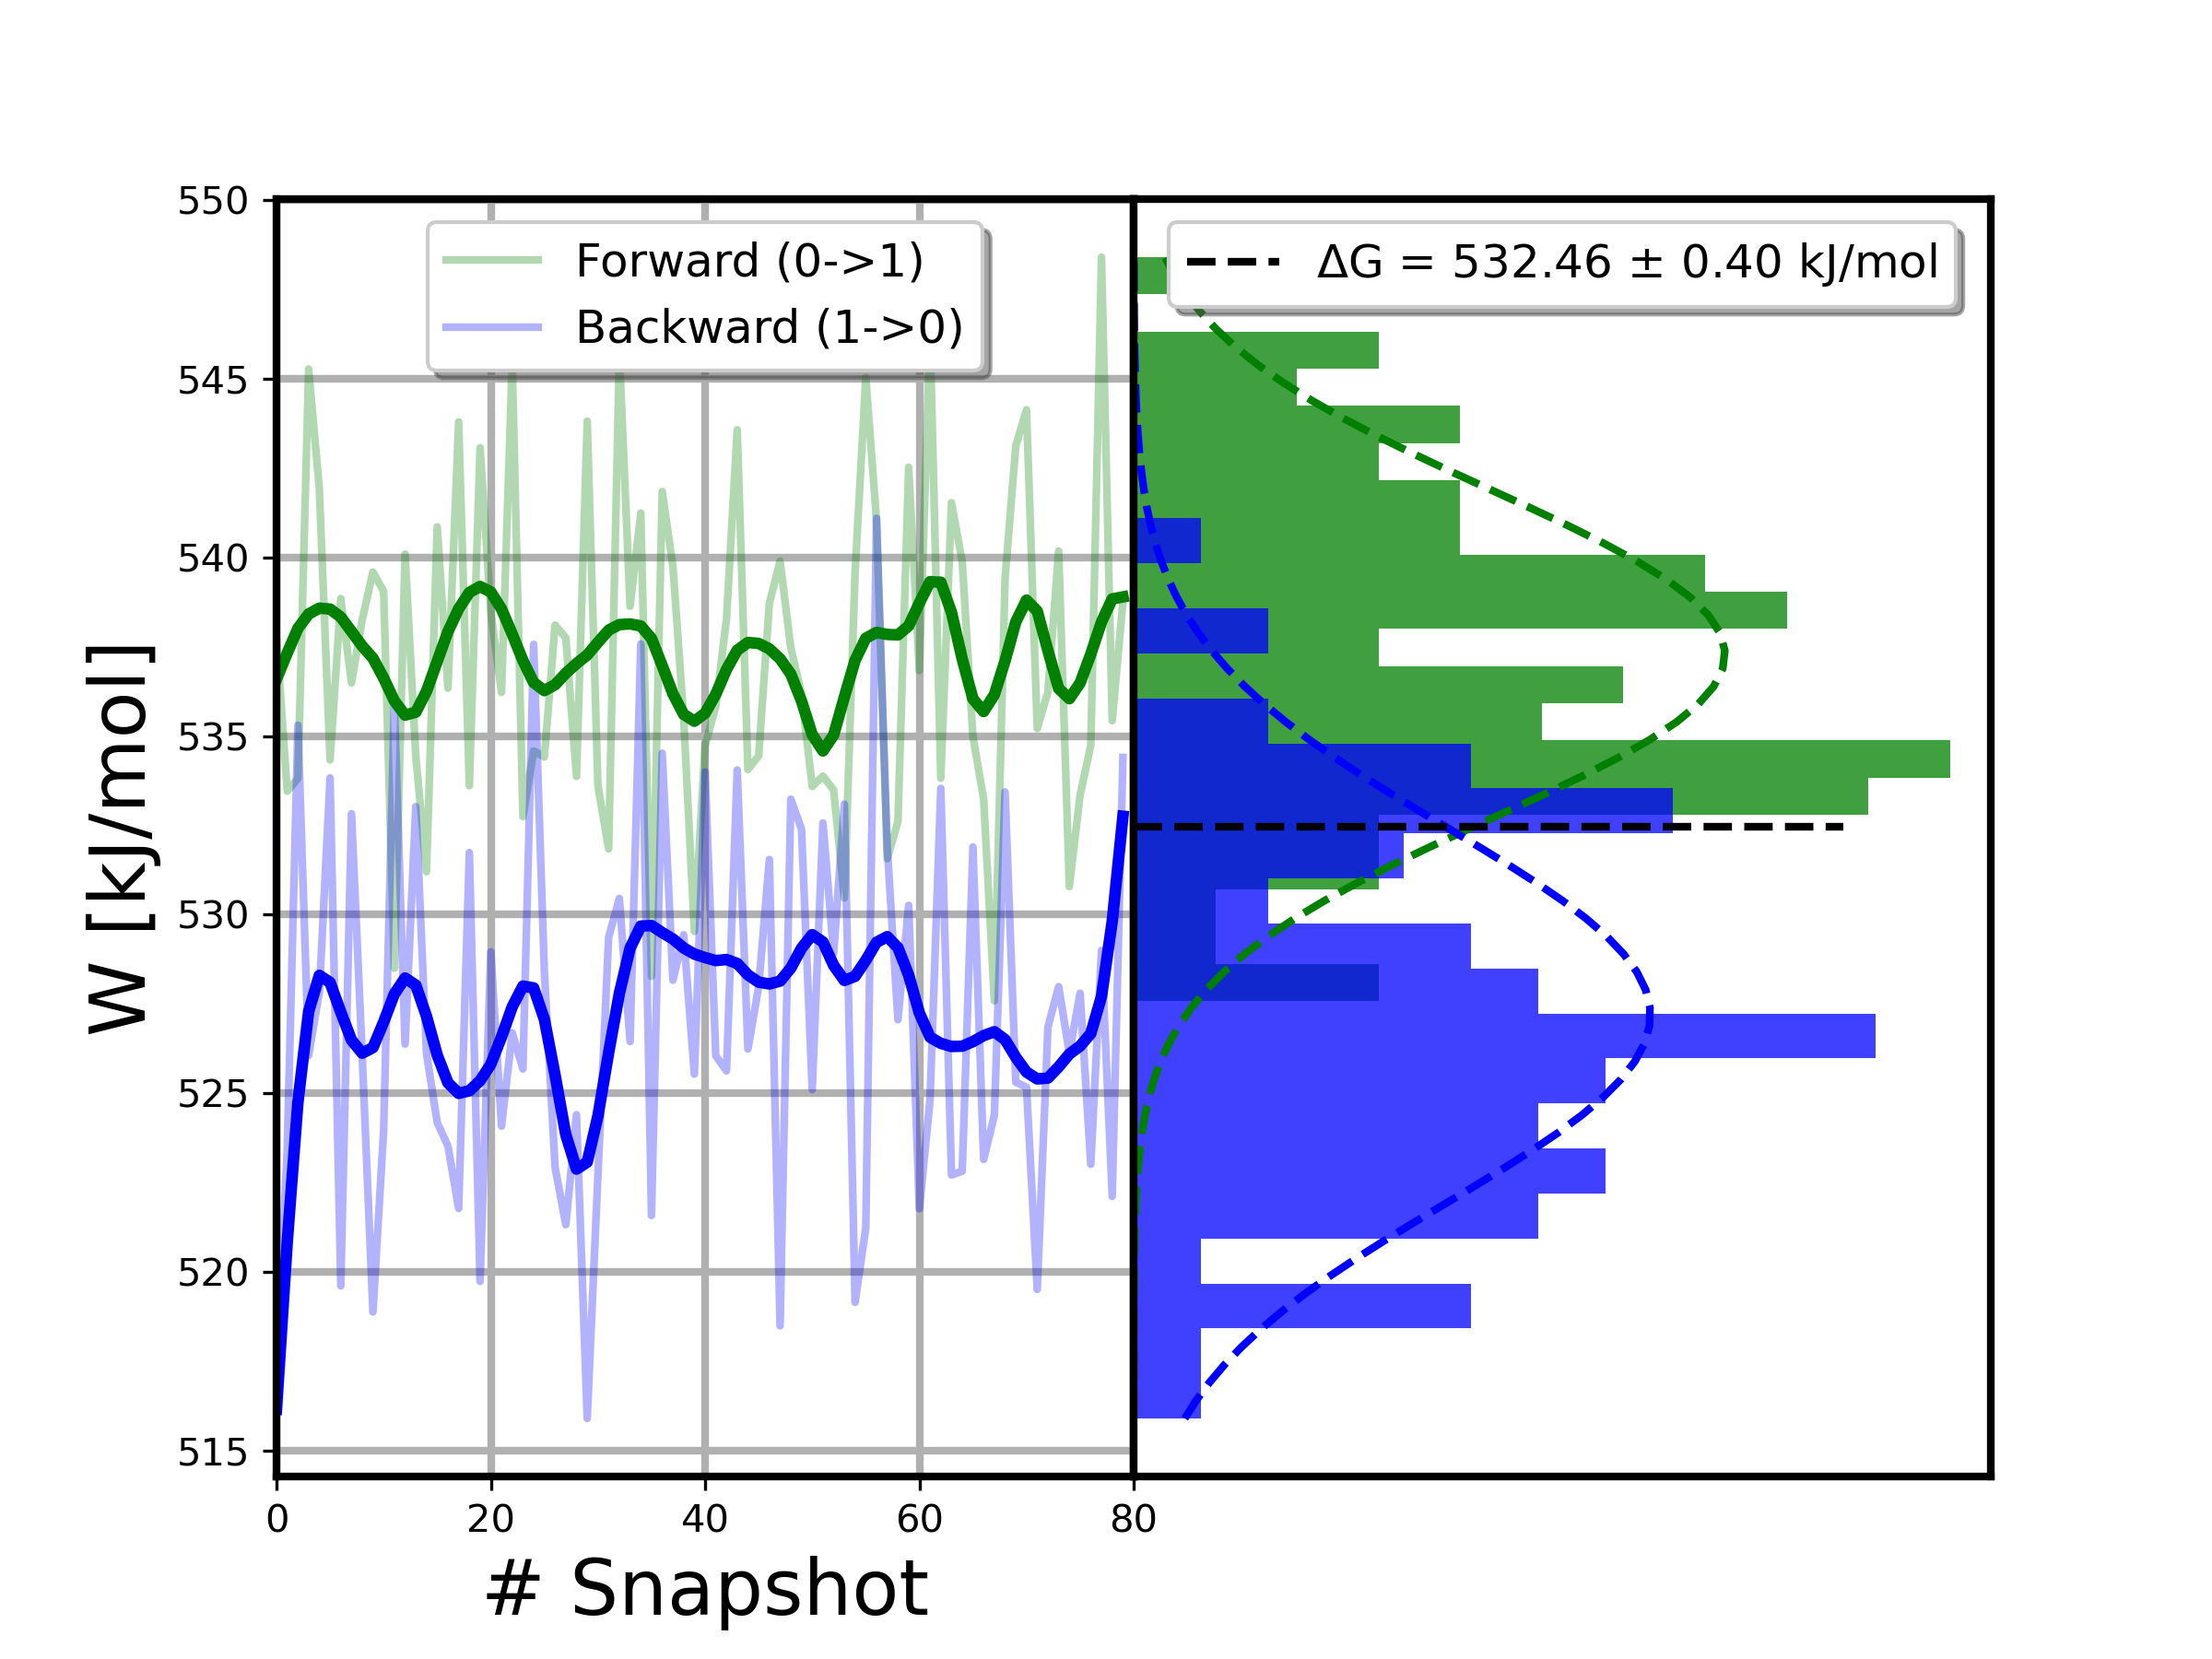 550
545
540
535
530
525
520
515
W [kJ/mol]
Forward (0->1)
Backward (1->0)
ΔG = 532.46 ± 0.40 kJ/mol
0 20 40 60 80
# Snapshot